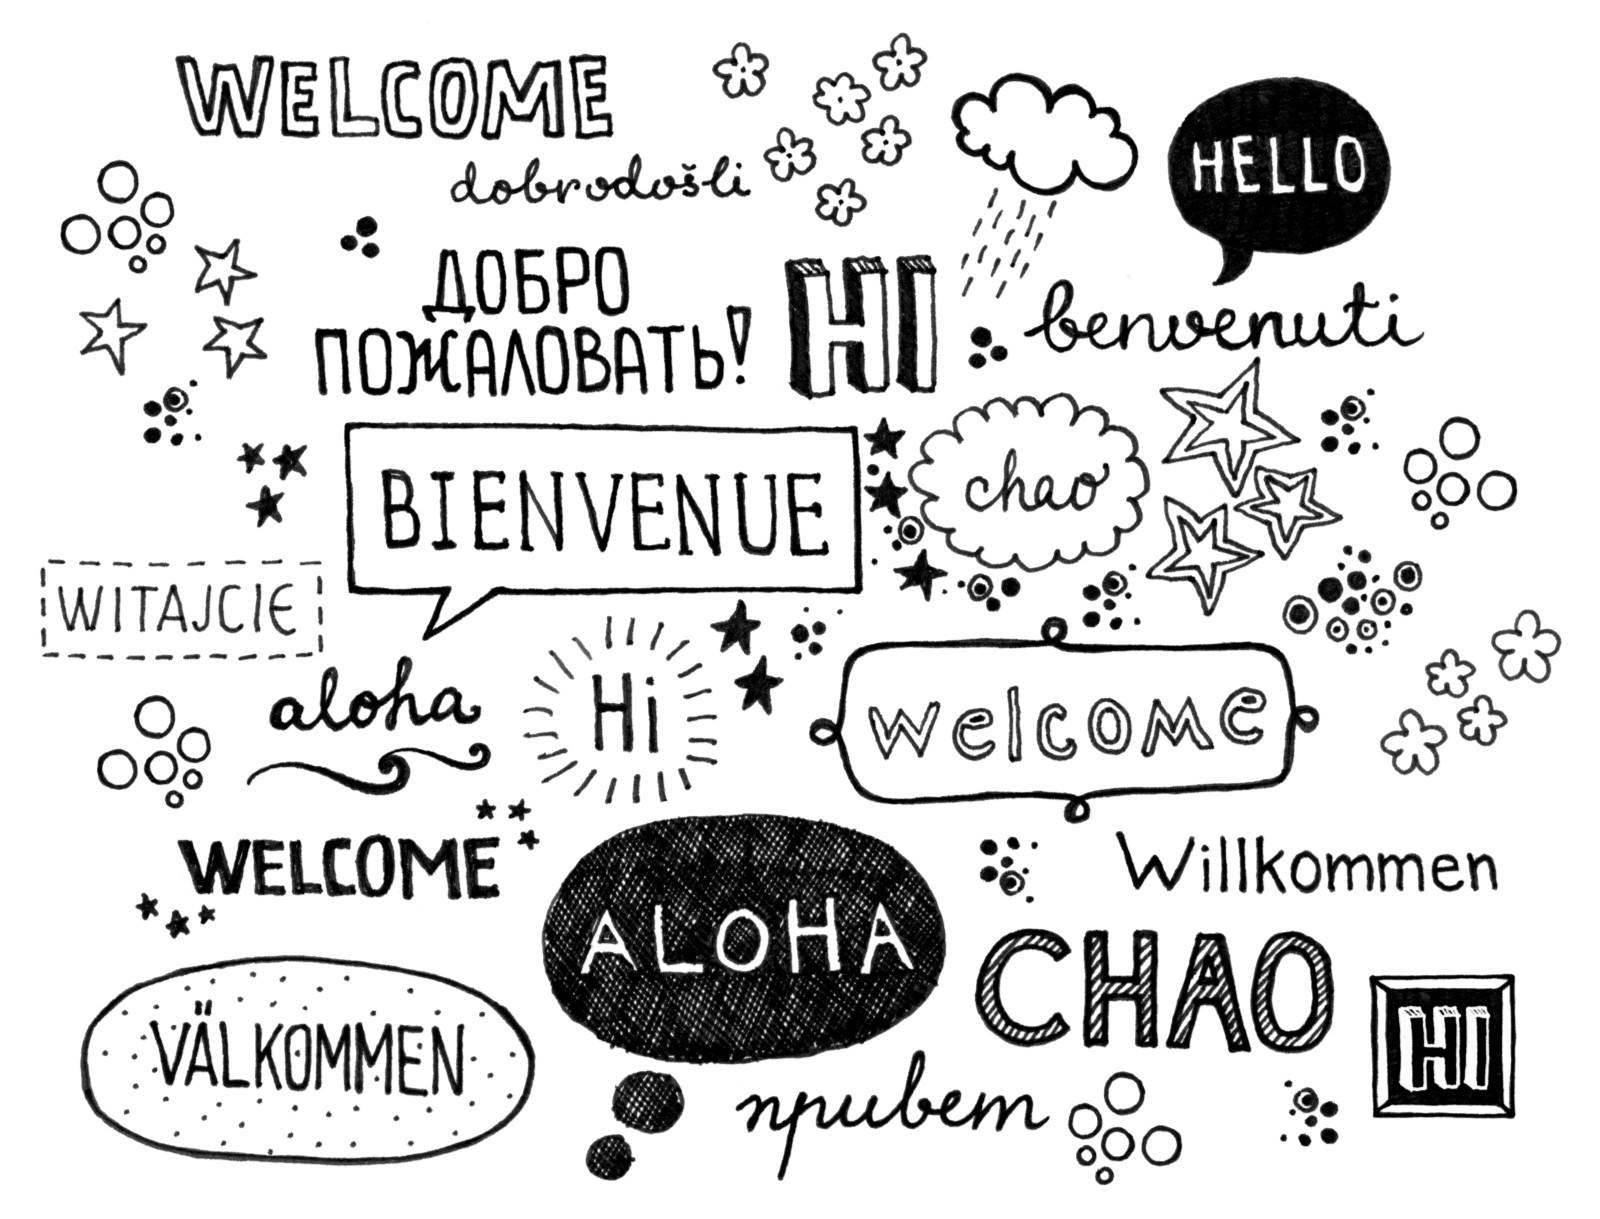 WELCOME
dobrodošli
HELLO
ДОБРО
ПОЖАЛОВАТЬ!
HI
benvenuti
BIENVENUE
chao
WITAJCIE
aloha
Hi
welcome
WELCOME
Willkommen
ALOHA
CHAO
HI
VÄLKOMMEN
привет